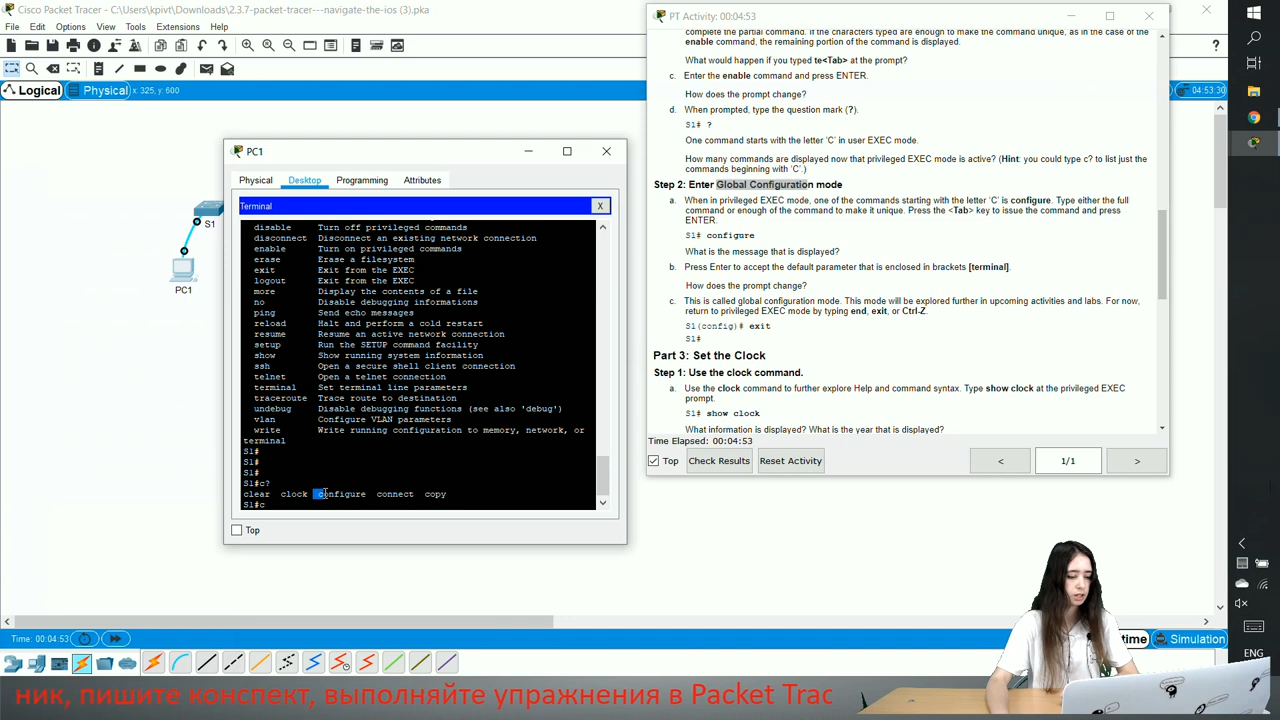 Cisco Packet Tracer - C:\Users\kpivt\Downloads\2.3.7-packet-tracer---navigate-the-ios (3).pka
File Edit Options View Tools Extensions Help
Logical Physical x: 325, y: 600
04:53:30
S1
PC1
PC1
Physical Desktop Programming Attributes
Terminal X
disable Turn off privileged commands
disconnect Disconnect an existing network connection
enable Turn on privileged commands
erase Erase a filesystem
exit Exit from the EXEC
logout Exit from the EXEC
more Display the contents of a file
no Disable debugging informations
ping Send echo messages
reload Halt and perform a cold restart
resume Resume an active network connection
setup Run the SETUP command facility
show Show running system information
ssh Open a secure shell client connection
telnet Open a telnet connection
terminal Set terminal line parameters
traceroute Trace route to destination
undebug Disable debugging functions (see also 'debug')
vlan Configure VLAN parameters
write Write running configuration to memory, network, or
terminal
S1#
S1#
S1#
S1#c?
clear clock configure connect copy
S1#c
Top
PT Activity: 00:04:53
complete the partial command. If the characters typed are enough to make the command unique, as in the case of the
enable command, the remaining portion of the command is displayed.
What would happen if you typed te<Tab> at the prompt?
c. Enter the enable command and press ENTER.
How does the prompt change?
d. When prompted, type the question mark (?).
S1# ?
One command starts with the letter 'C' in user EXEC mode.
How many commands are displayed now that privileged EXEC mode is active? (Hint: you could type c? to list just the
commands beginning with 'C'.)
Step 2: Enter Global Configuration mode
a. When in privileged EXEC mode, one of the commands starting with the letter 'C' is configure. Type either the full
command or enough of the command to make it unique. Press the <Tab> key to issue the command and press
ENTER.
S1# configure
What is the message that is displayed?
b. Press Enter to accept the default parameter that is enclosed in brackets [terminal].
How does the prompt change?
c. This is called global configuration mode. This mode will be explored further in upcoming activities and labs. For now,
return to privileged EXEC mode by typing end, exit, or Ctrl-Z.
S1(config)# exit
S1#
Part 3: Set the Clock
Step 1: Use the clock command.
a. Use the clock command to further explore Help and command syntax. Type show clock at the privileged EXEC
prompt.
S1# show clock
What information is displayed? What is the year that is displayed?
Time Elapsed: 00:04:53
Top Check Results Reset Activity < 1/1 >
Time: 00:04:53
time Simulation
ENG
ник, пишите конспект, выполняйте упражнения в Packet Trac